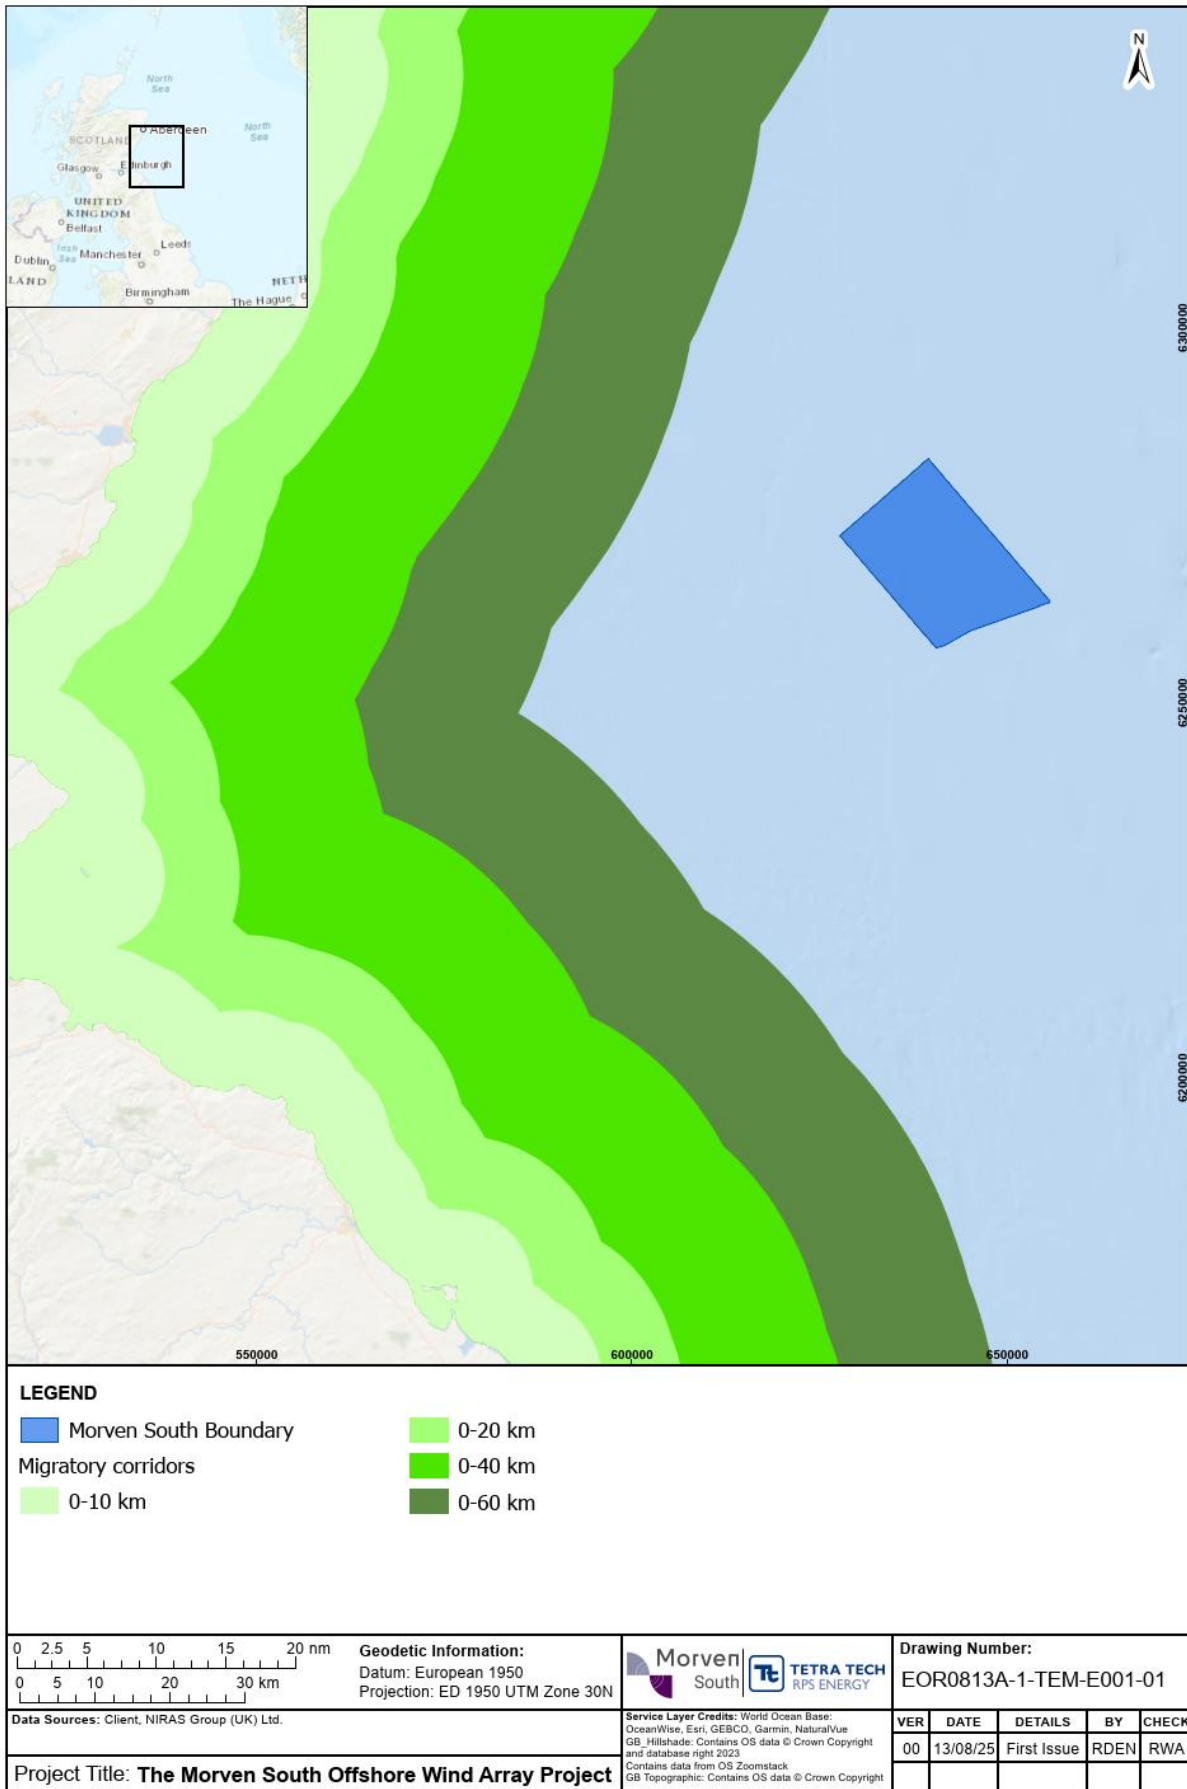 North
Sea
Aberdeen
North
Sea
SCOTLAND
Glasgow
Edinburgh
UNITED
KINGDOM
Belfast
Leeds
Irish
Sea
Manchester
Dublin
LAND
NETH
Birmingham
The Hague
N
6300000
6250000
6200000
550000
600000
650000
LEGEND
Morven South Boundary
Migratory corridors
0-10 km
0-20 km
0-40 km
0-60 km
0 2.5 5 10 15 20 nm
0 5 10 20 30 km
Geodetic Information:
Datum: European 1950
Projection: ED 1950 UTM Zone 30N
Morven
South
Tt
TETRA TECH
RPS ENERGY
Drawing Number:
EOR0813A-1-TEM-E001-01
Data Sources: Client, NIRAS Group (UK) Ltd.
Service Layer Credits: World Ocean Base:
OceanWise, Esri, GEBCO, Garmin, NaturalVue
GB_Hillshade: Contains OS data © Crown Copyright
and database right 2023
Contains data from OS Zoomstack
GB Topographic: Contains OS data © Crown Copyright
VER DATE DETAILS BY CHECK
00 13/08/25 First Issue RDEN RWA
Project Title: The Morven South Offshore Wind Array Project